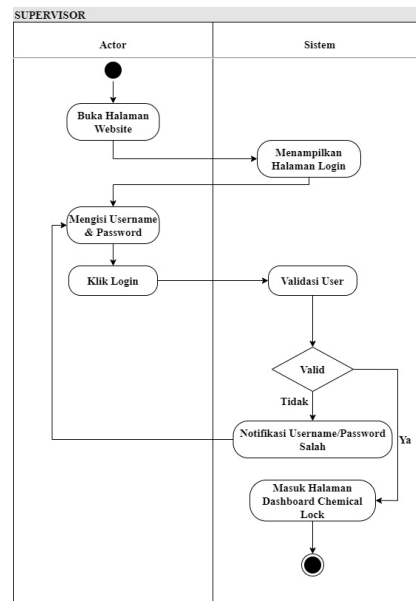 SUPERVISOR
Actor
Sistem
Buka Halaman
Website
Menampilkan
Halaman Login
Mengisi Username
& Password
Klik Login
Validasi User
Valid
Tidak
Notifikasi Username/Password
Salah
Ya
Masuk Halaman
Dashboard Chemical
Lock